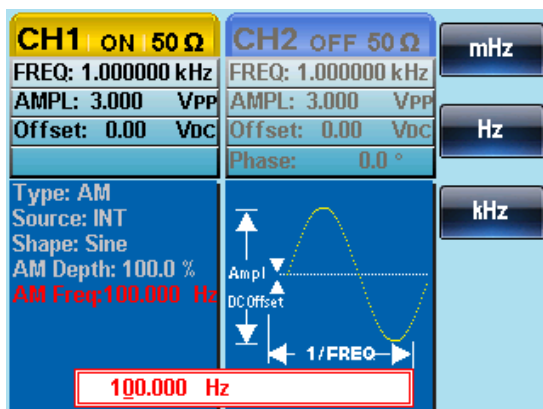 CH1 ON 50 Ω
FREQ: 1.000000 kHz
AMPL: 3.000 VPP
Offset: 0.00 VDC
CH2 OFF 50 Ω
FREQ: 1.000000 kHz
AMPL: 3.000 VPP
Offset: 0.00 VDC
Phase: 0.0 °
mHz
Hz
kHz
Type: AM
Source: INT
Shape: Sine
AM Depth: 100.0 %
AM Freq:100.000 Hz
Ampl
DC Offset
1/FREQ
100.000 Hz